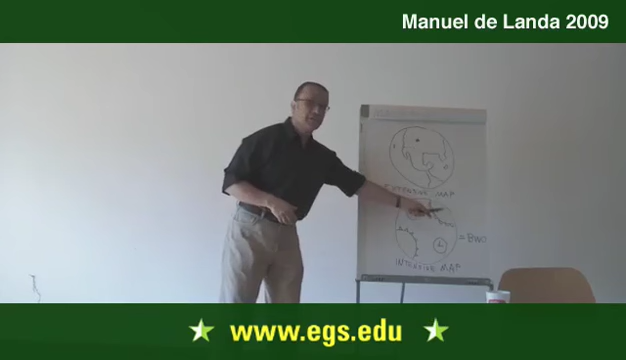 Manuel de Landa 2009
EXTENSIVE MAP
= BwO
L
INTENSIVE MAP
www.egs.edu